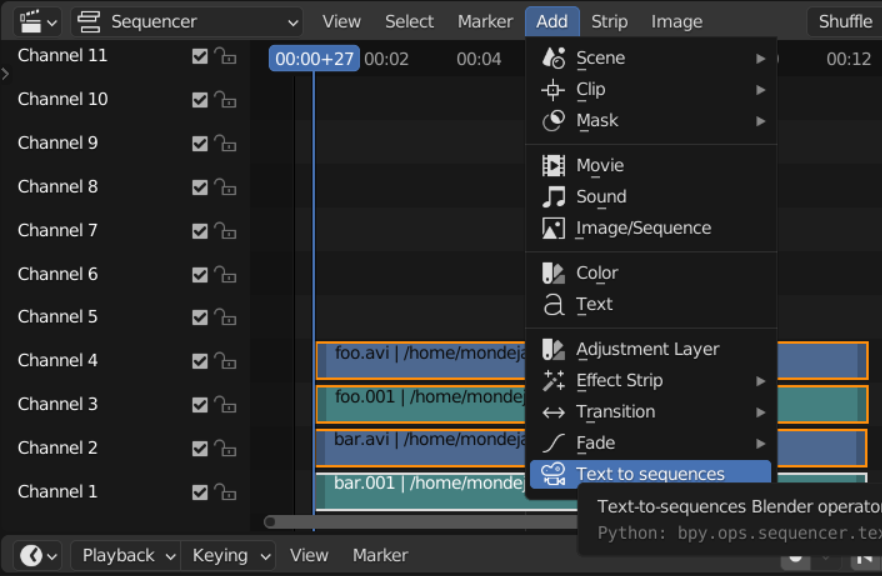 Sequencer View Select Marker Add Strip Image Shuffle
Channel 11
00:00+27 00:02 00:04 00:12
Channel 10
Channel 9
Channel 8
Channel 7
Channel 6
Channel 5
Channel 4
Channel 3
Channel 2
Channel 1
foo.avi | /home/mondeja
foo.001 | /home/mondej
bar.avi | /home/mondeja
bar.001 | /home/mondej
Scene
Clip
Mask
Movie
Sound
Image/Sequence
Color
Text
Adjustment Layer
Effect Strip
Transition
Fade
Text to sequences
Text-to-sequences Blender operator
Python: bpy.ops.sequencer.tex
Playback Keying View Marker